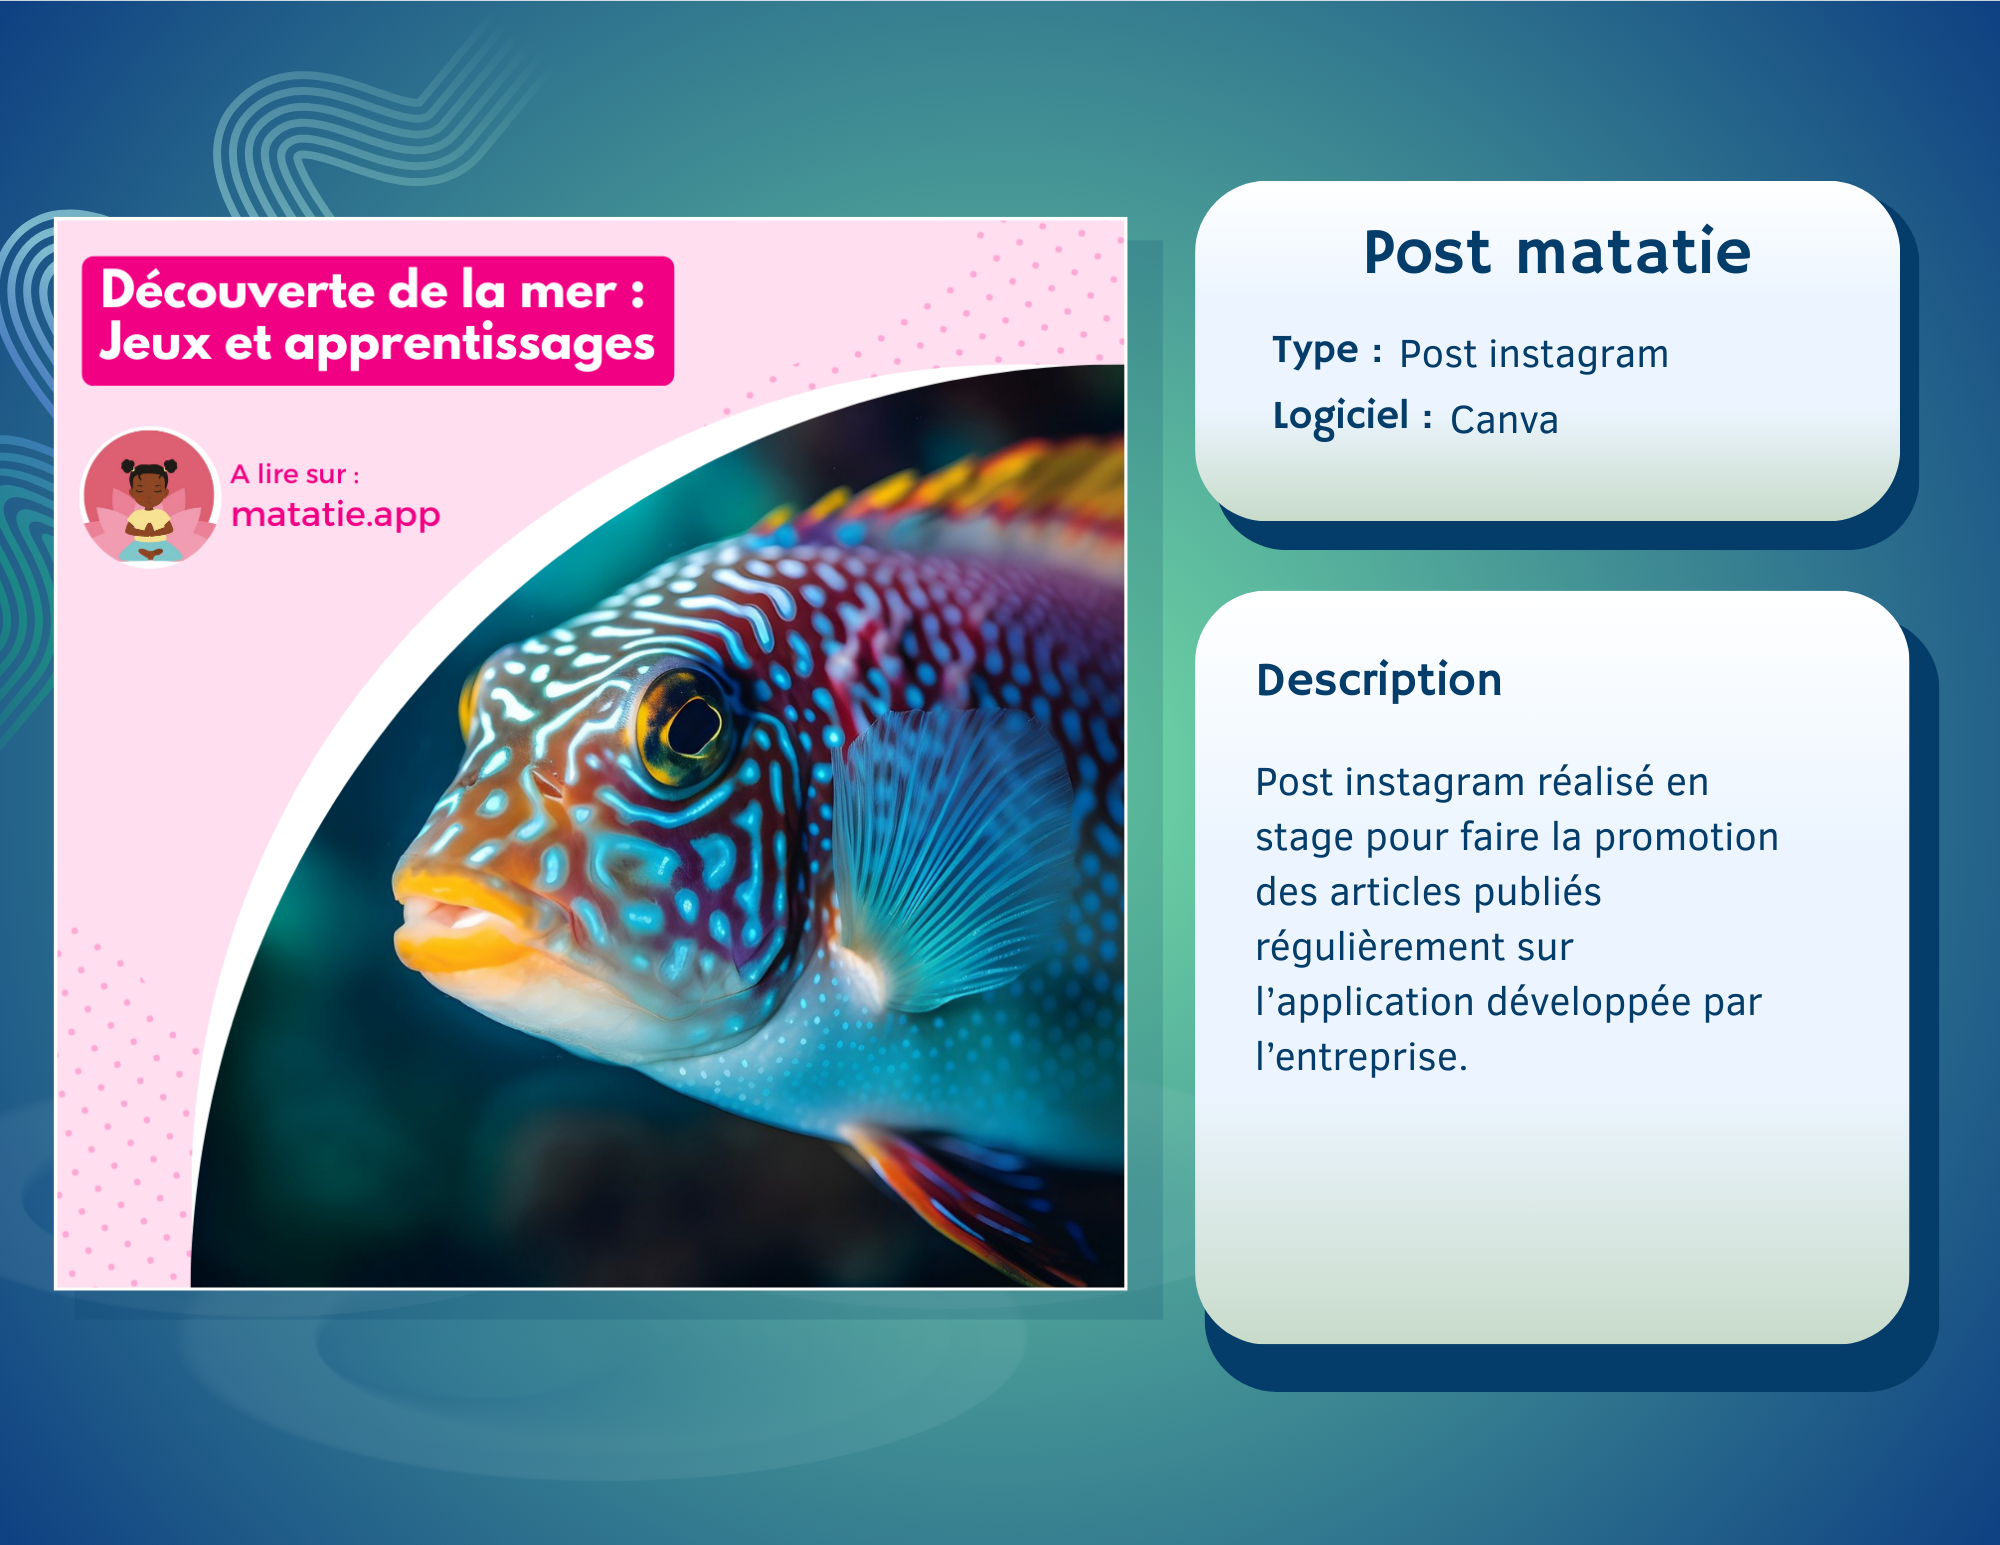 Découverte de la mer :
Jeux et apprentissages
A lire sur :
matatie.app
Post matatie
Type : Post instagram
Logiciel : Canva
Description
Post instagram réalisé en
stage pour faire la promotion
des articles publiés
régulièrement sur
l’application développée par
l’entreprise.